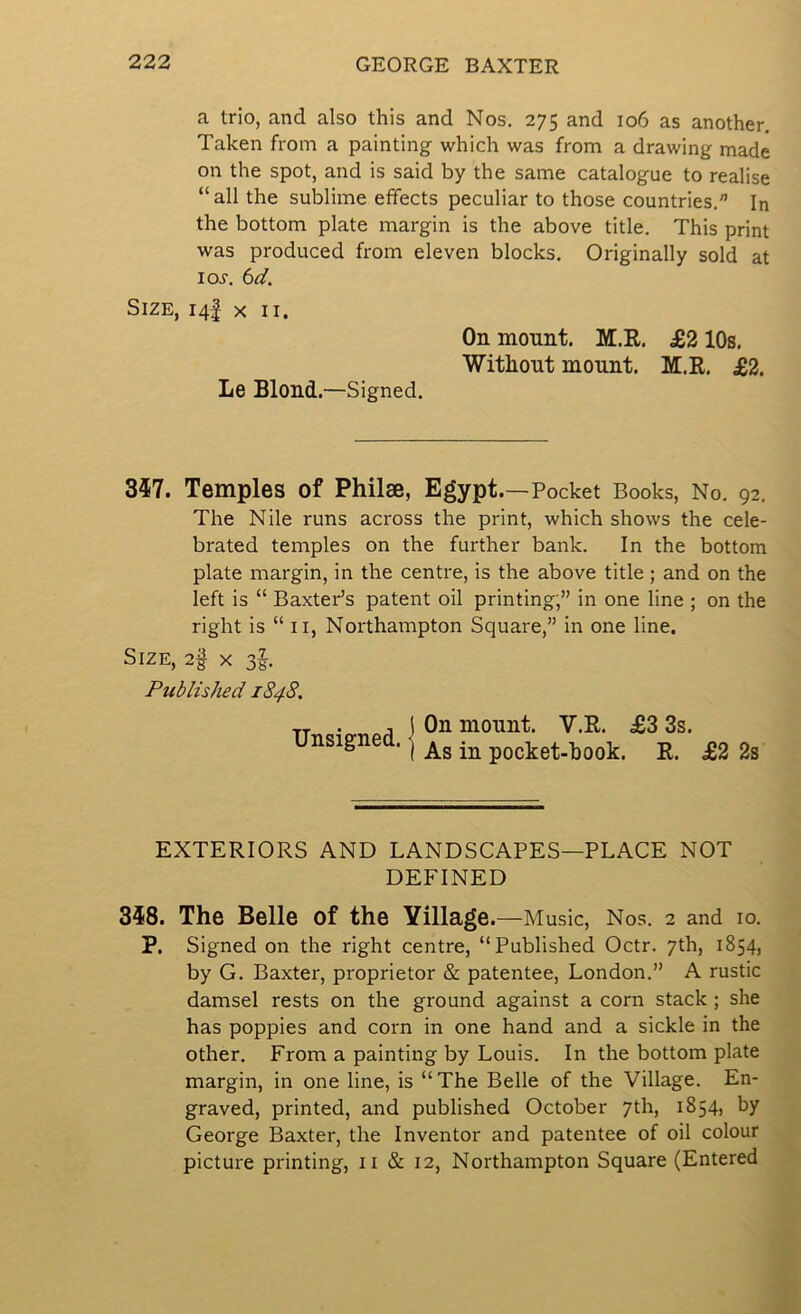 222 GEORGE BAXTER
a trio, and also this and Nos. 275 and 106 as another.
Taken from a painting which was from a drawing made
on the spot, and is said by the same catalogue to realise
“all the sublime effects peculiar to those countries.” In
the bottom plate margin is the above title. This print
was produced from eleven blocks. Originally sold at
10s. 6d.
SIZE, 14¾ x 11.
On mount. M.R. £2 10s.
Without mount. M.R. £2.
Le Blond.—Signed.
347. Temples of Philæ, Egypt.—Pocket Books, No. 92.
The Nile runs across the print, which shows the cele-
brated temples on the further bank. In the bottom
plate margin, in the centre, is the above title ; and on the
left is “ Baxter’s patent oil printing,” in one line ; on the
right is “ 11, Northampton Square,” in one line.
SIZE, 2⅜ x 3⅞.
Published 1848.
Unsigned. { On mount. V.R. £3 3s.
As in pocket-book. R. £2 2s
EXTERIORS AND LANDSCAPES—PLACE NOT
DEFINED
348. The Belle of the Village.—Music, Nos. 2 and 10.
P. Signed on the right centre, “Published Octr. 7th, 1854,
by G. Baxter, proprietor & patentee, London.” A rustic
damsel rests on the ground against a corn stack ; she
has poppies and corn in one hand and a sickle in the
other. From a painting by Louis. In the bottom plate
margin, in one line, is “The Belle of the Village. En-
graved, printed, and published October 7th, 1854, by
George Baxter, the Inventor and patentee of oil colour
picture printing, 11 & 12, Northampton Square (Entered